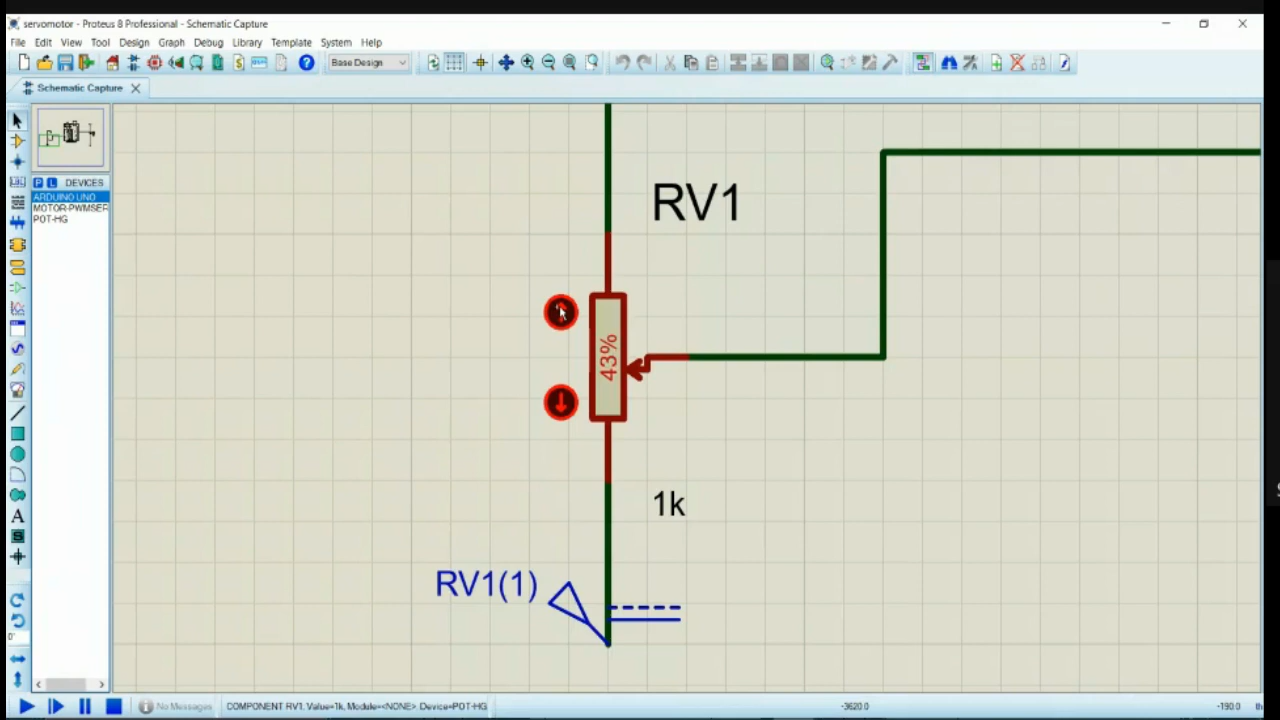 servomotor - Proteus 8 Professional - Schematic Capture
File Edit View Tool Design Graph Debug Library Template System Help
Base Design
Schematic Capture
P L DEVICES
ARDUINO UNO
MOTOR-PWMSER
POT-HG
RV1
43%
1k
RV1(1)
A
S
0°
No Messages
COMPONENT RV1, Value=1k, Module=<NONE> Device=POT-HG
-3620.0
-190.0
th